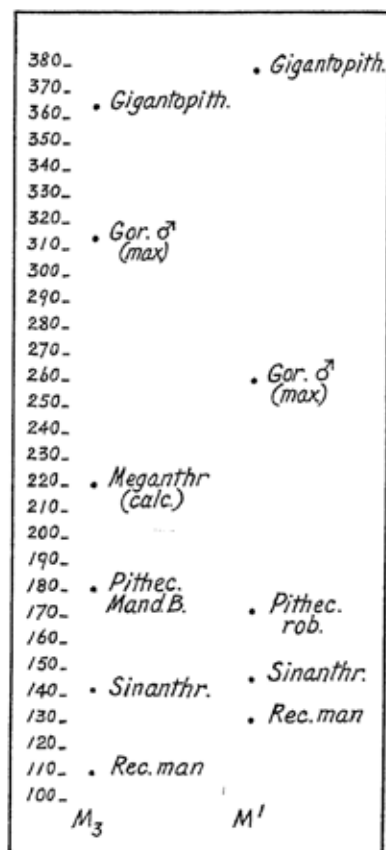 380
370
360
350
340
330
320
310
300
290
280
270
260
250
240
230
220
210
200
190
180
170
160
150
140
130
120
110
100
Gigantopith.
Gor. ♂
(max)
Meganthr
(calc.)
Pithec.
Mand.B.
Sinanthr.
Rec. man
M₃
Gigantopith.
Gor. ♂
(max)
Pithec.
rob.
Sinanthr.
Rec. man
M¹